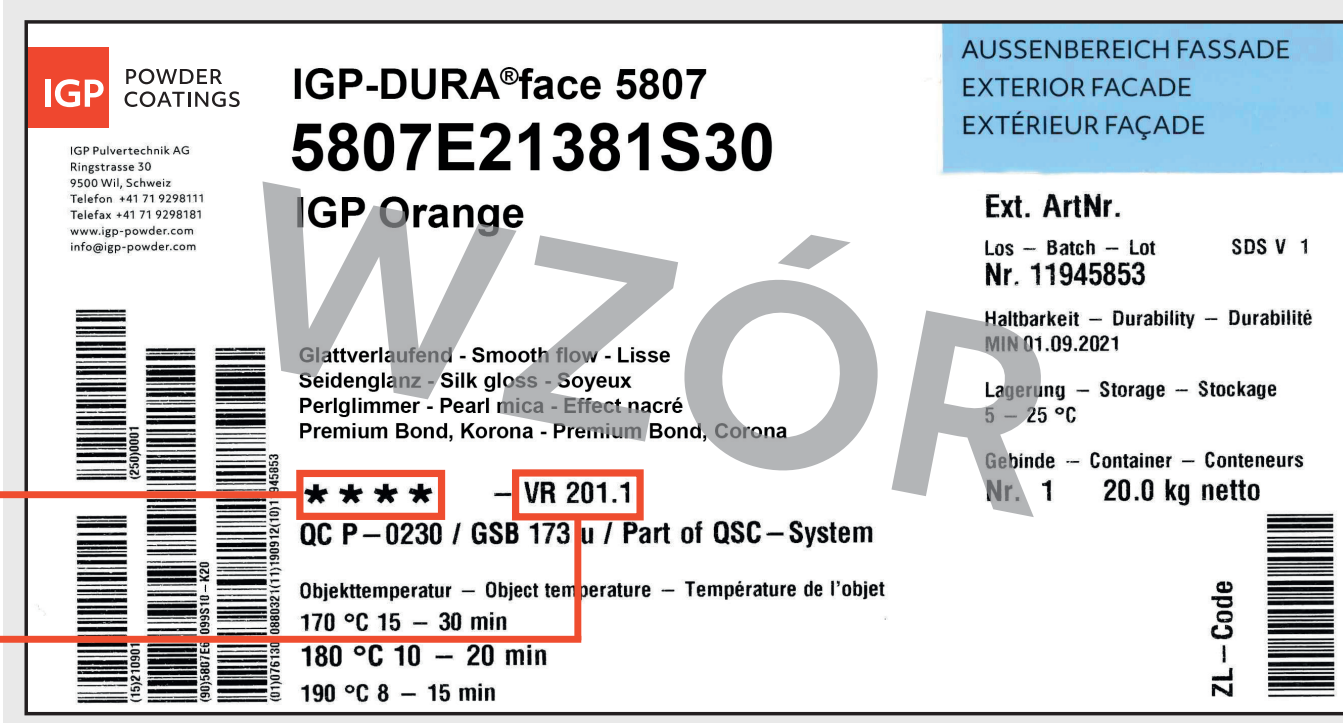 IGP
POWDER
COATINGS
IGP Pulvertechnik AG
Ringstrasse 30
9500 Wil, Schweiz
Telefon +41 71 9298111
Telefax +41 71 9298181
www.igp-powder.com
info@igp-powder.com
IGP-DURA®face 5807
5807E21381S30
IGP Orange
AUSSENBEREICH FASSADE
EXTERIOR FACADE
EXTÉRIEUR FAÇADE
Ext. ArtNr.
Los – Batch – Lot SDS V 1
Nr. 11945853
Haltbarkeit – Durability – Durabilité
MIN 01.09.2021
Lagerung – Storage – Stockage
5 – 25 °C
Gebinde – Container – Conteneurs
Nr. 1 20.0 kg netto
ZL–Code
WZÓR
Glattverlaufend - Smooth flow - Lisse
Seidenglanz - Silk gloss - Soyeux
Perlglimmer - Pearl mica - Effect nacré
Premium Bond, Korona - Premium Bond, Corona
★★★★ – VR 201.1
QC P–0230 / GSB 173 u / Part of QSC–System
Objekttemperatur – Object temperature – Température de l'objet
170 °C 15 – 30 min
180 °C 10 – 20 min
190 °C 8 – 15 min
(250)0001
(15)210901